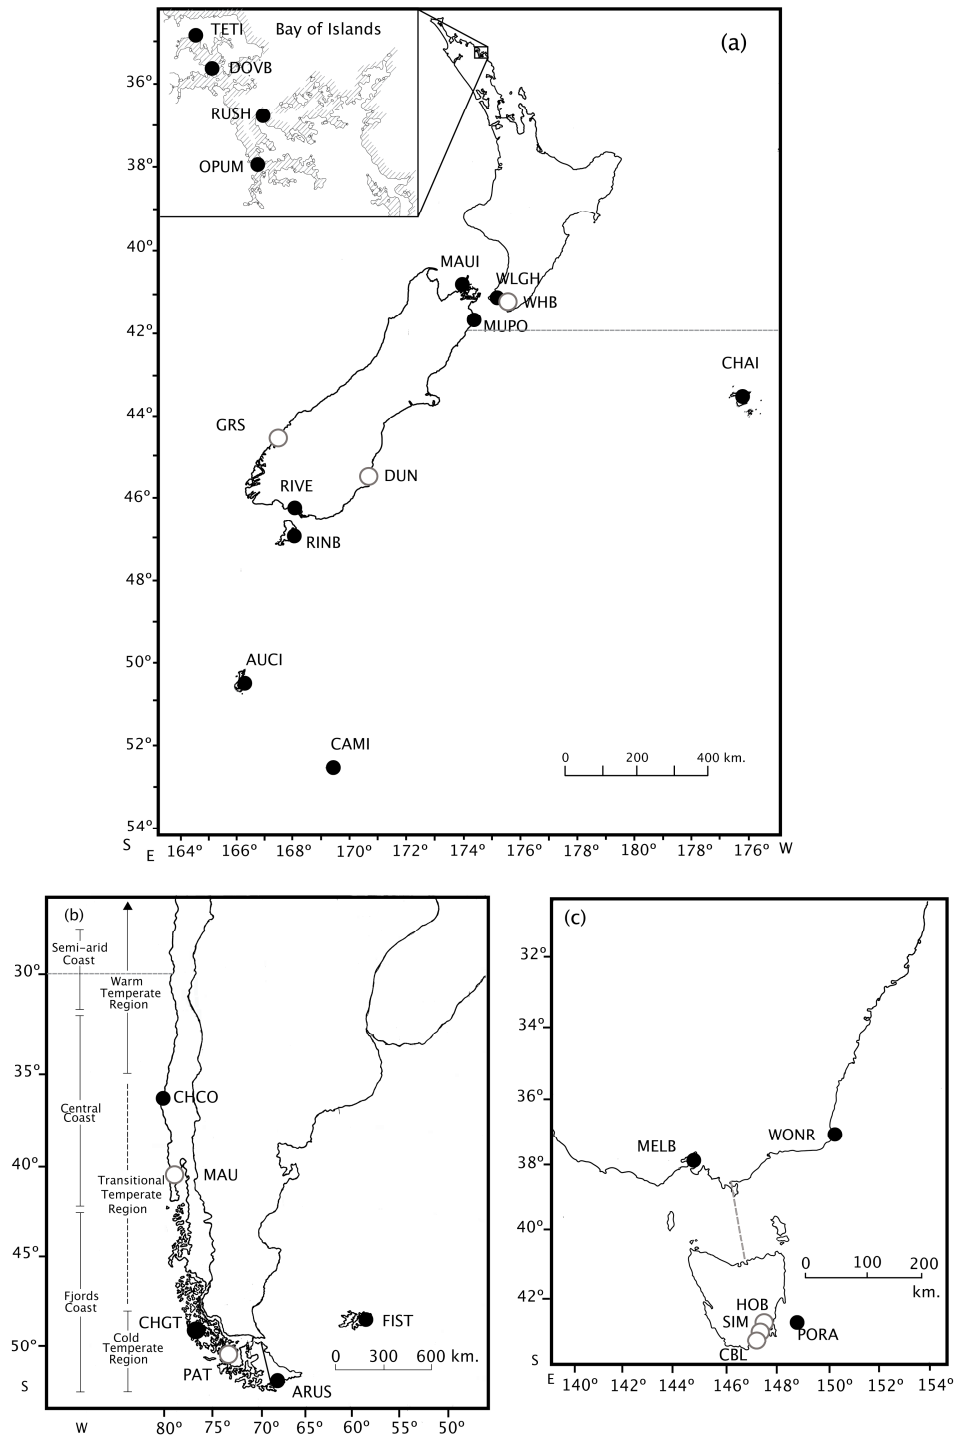 (a)
Bay of Islands
TETI
DOVB
RUSH
OPUM
36º
38º
40º
42º
44º
46º
48º
50º
52º
54º
MAUI
WLGH
WHB
MUPO
CHAI
GRS
DUN
RIVE
RINB
AUCI
CAMI
0 200 400 km.
S
E
164º 166º 168º 170º 172º 174º 176º 178º 180º 176º W
(b)
Semi-arid
Coast
30º
Warm
Temperate
Region
35º
CHCO
Central
Coast
40º
MAU
Transitional
Temperate
Region
45º
Fjords
Coast
CHGT
FIST
Cold
Temperate
Region
50º
PAT
0 300 600 km.
ARUS
S
W
80º 75º 70º 65º 60º 55º 50º
(c)
32º
34º
36º
38º
40º
42º
MELB
WONR
0 100 200
km.
HOB
SIM
CBL
PORA
S
E
140º 142º 144º 146º 148º 150º 152º 154º